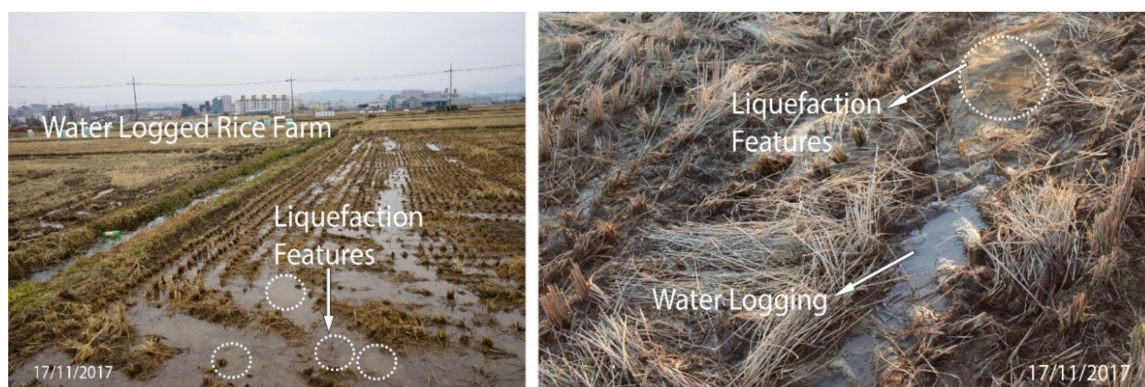 Water Logged Rice Farm
Liquefaction
Features
17/11/2017
Liquefaction
Features
Water Logging
17/11/2017